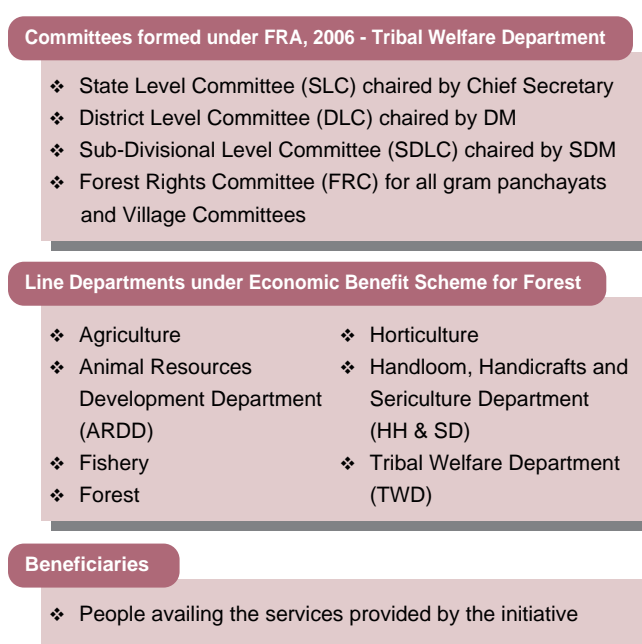 Committees formed under FRA, 2006 - Tribal Welfare Department
❖ State Level Committee (SLC) chaired by Chief Secretary
❖ District Level Committee (DLC) chaired by DM
❖ Sub-Divisional Level Committee (SDLC) chaired by SDM
❖ Forest Rights Committee (FRC) for all gram panchayats
and Village Committees
Line Departments under Economic Benefit Scheme for Forest
❖ Agriculture
❖ Animal Resources
Development Department
(ARDD)
❖ Fishery
❖ Forest
❖ Horticulture
❖ Handloom, Handicrafts and
Sericulture Department
(HH & SD)
❖ Tribal Welfare Department
(TWD)
Beneficiaries
❖ People availing the services provided by the initiative